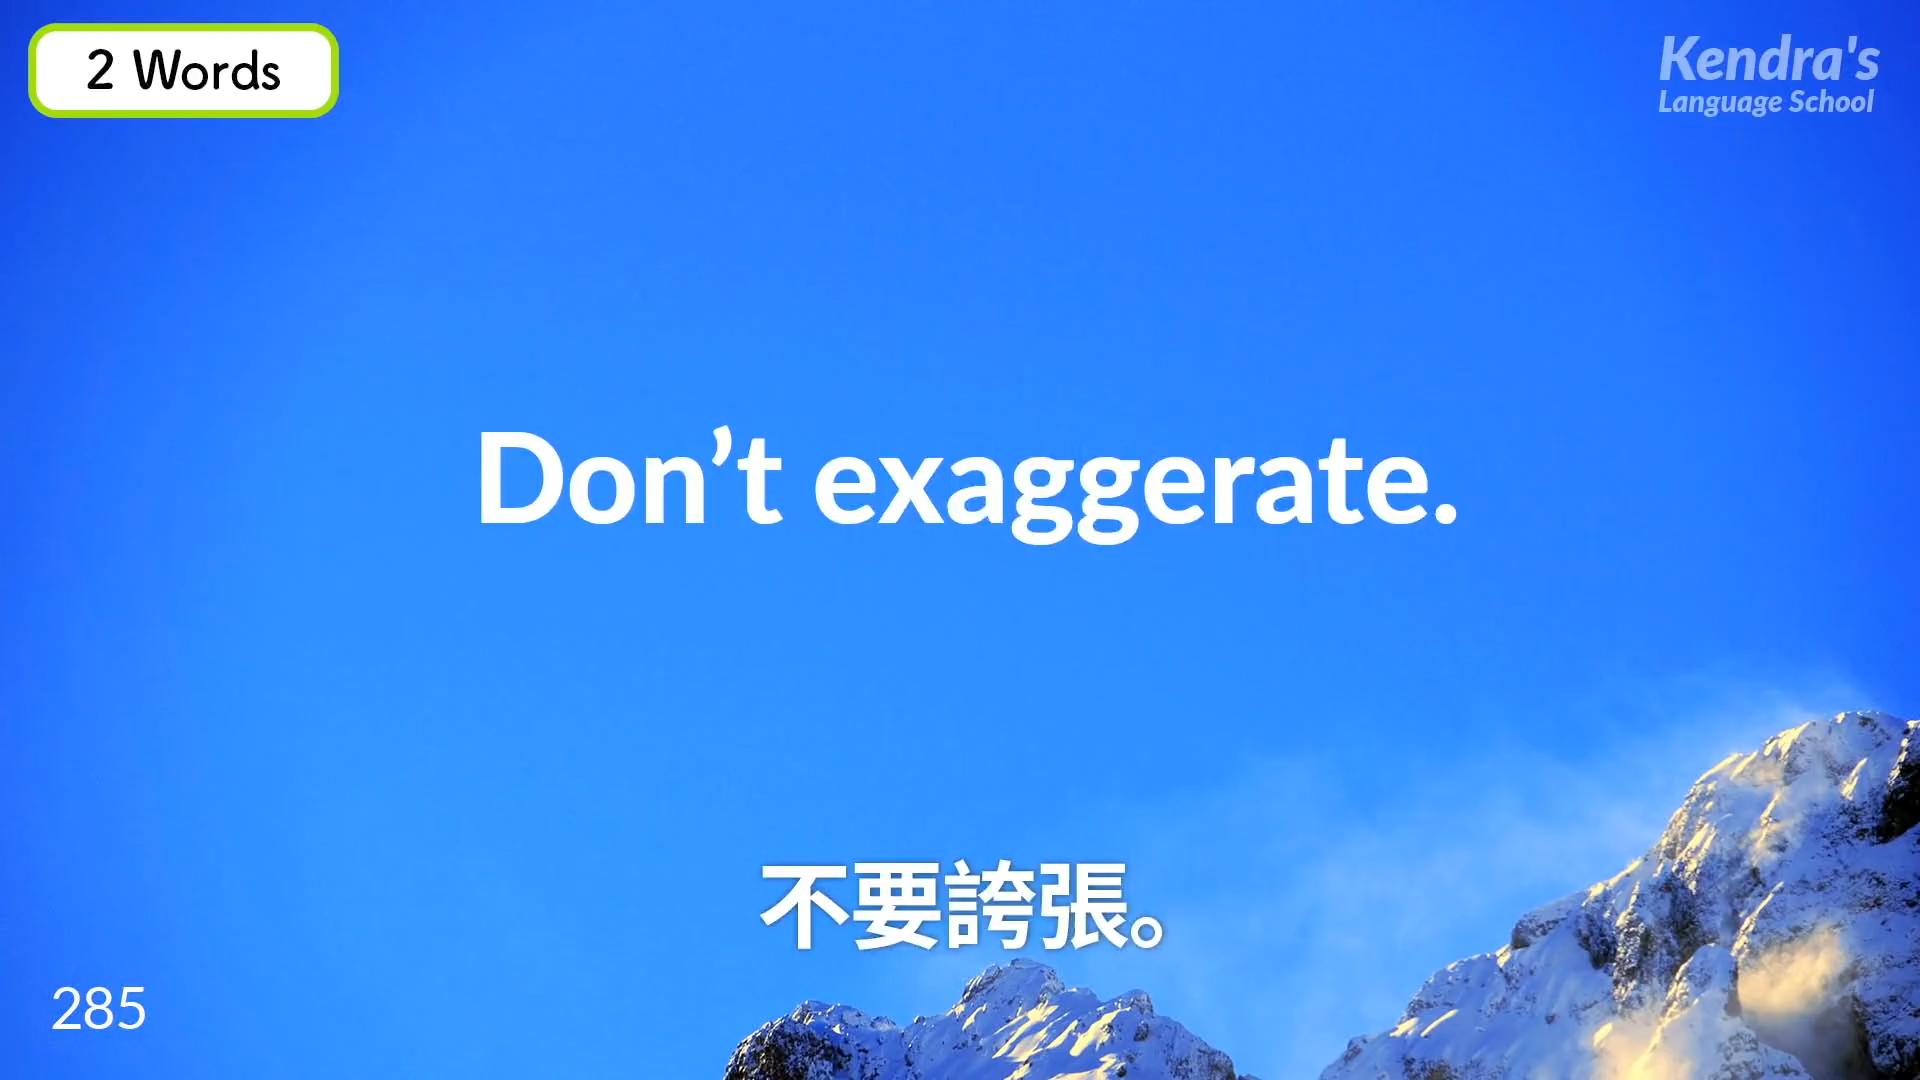 2 Words
Kendra's
Language School
Don’t exaggerate.
不要誇張。
285